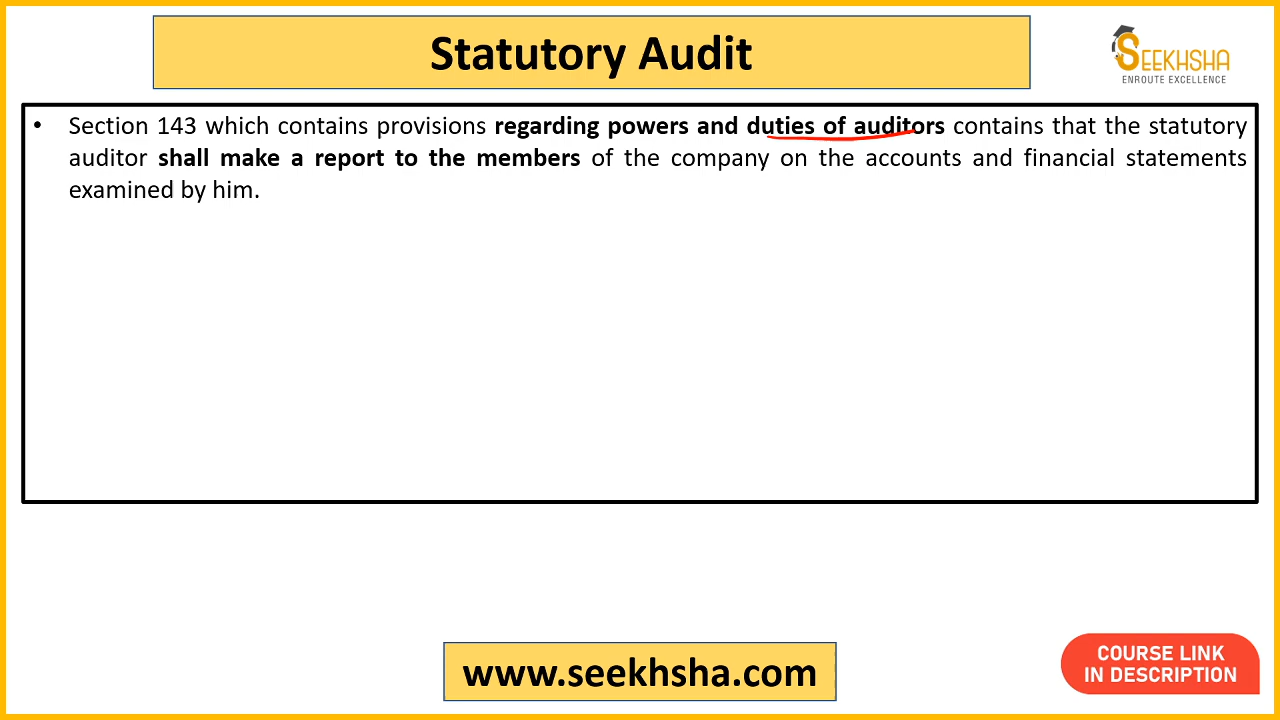 Statutory Audit
SEEKHSHA
ENROUTE EXCELLENCE
• Section 143 which contains provisions regarding powers and duties of auditors contains that the statutory
auditor shall make a report to the members of the company on the accounts and financial statements
examined by him.
www.seekhsha.com
COURSE LINK
IN DESCRIPTION